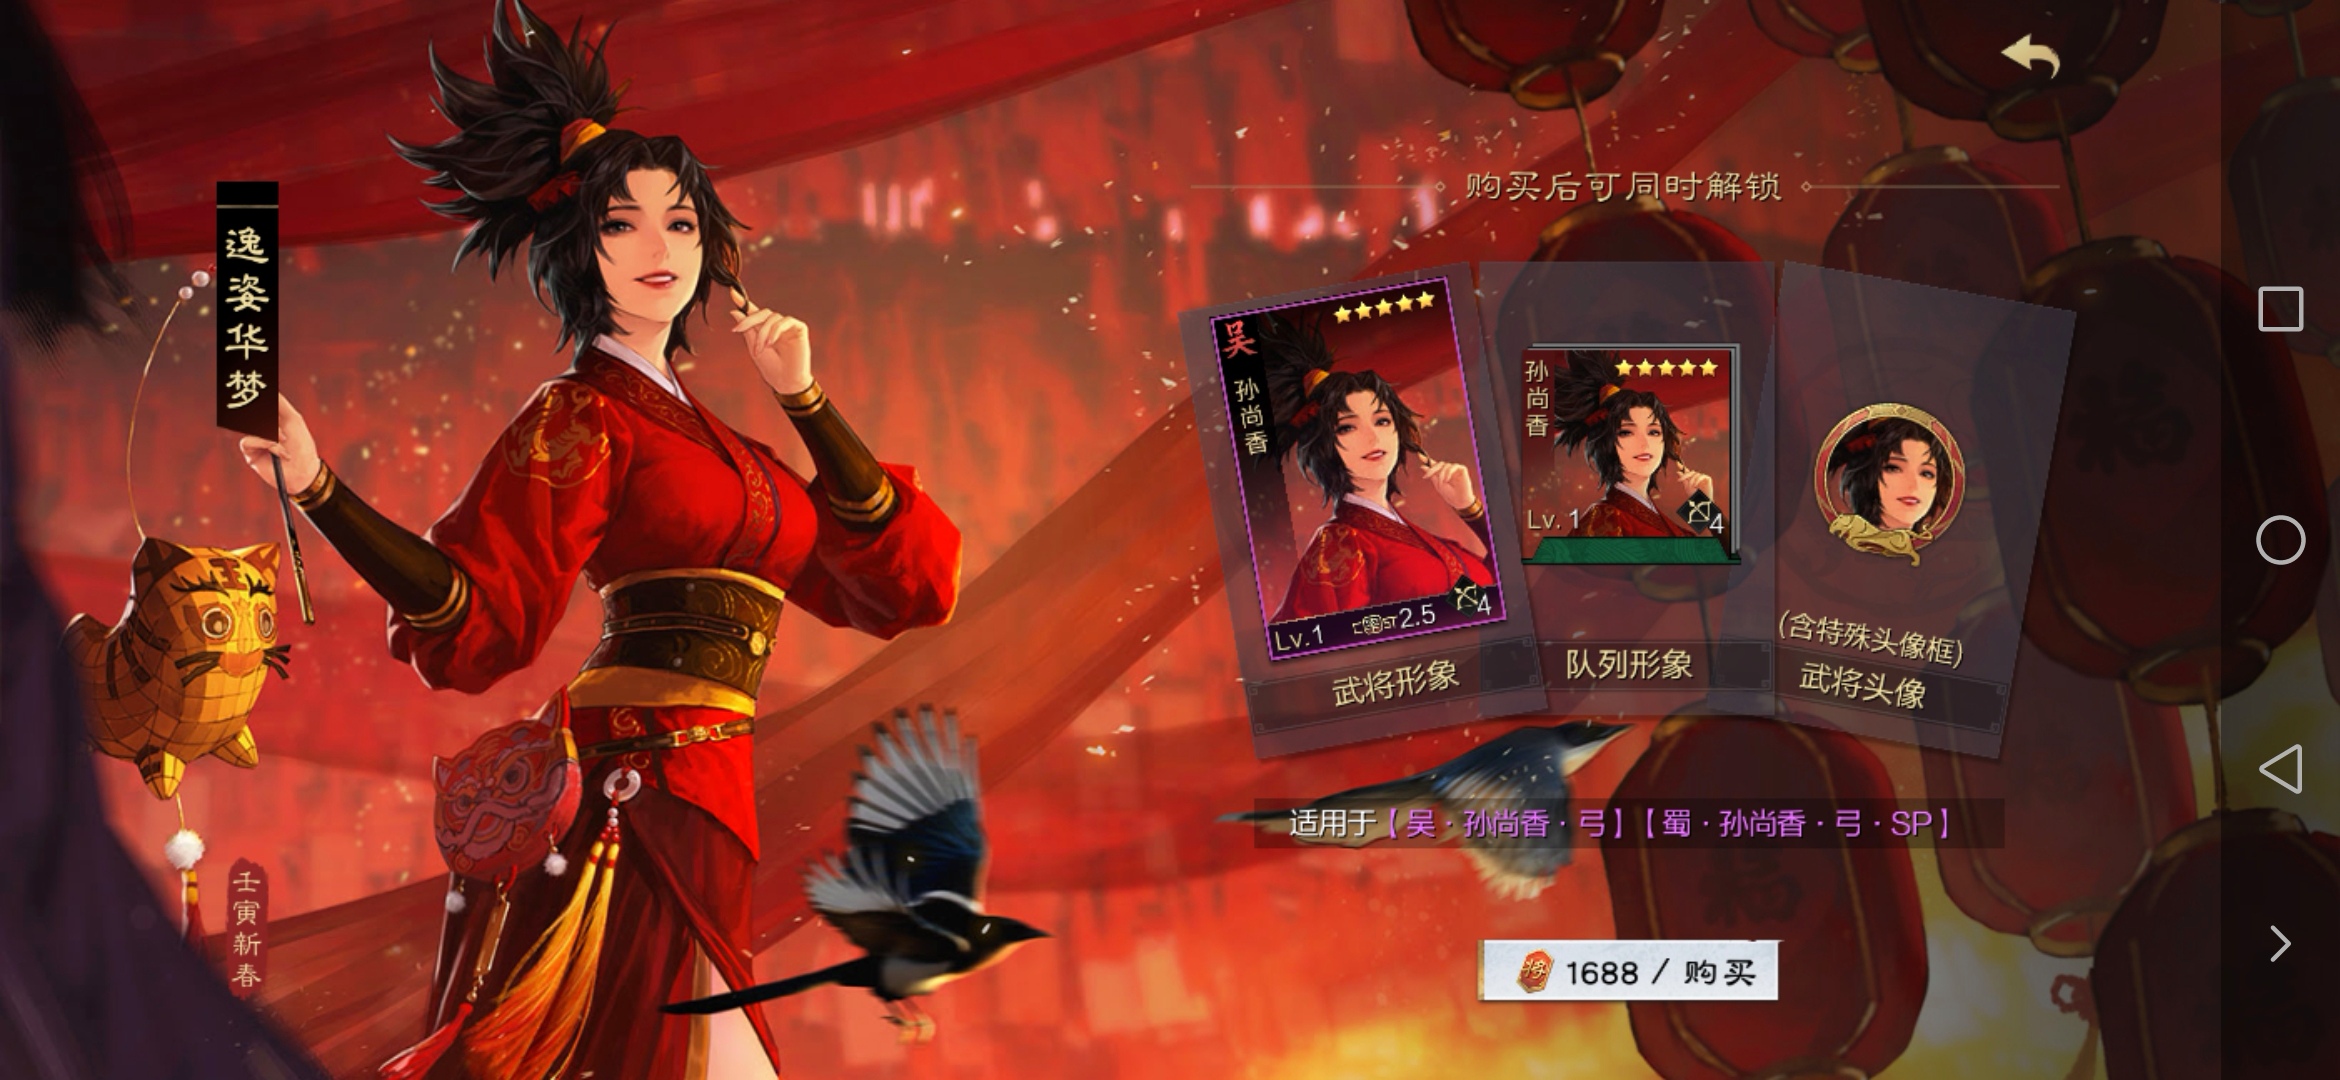 逸姿华梦
壬寅新春
购买后可同时解锁
吴
孙尚香
Lv.1
2.5
4
武将形象
孙尚香
Lv. 1
4
队列形象
(含特殊头像框)
武将头像
适用于【吴·孙尚香·弓】【蜀·孙尚香·弓·SP】
将 1688 / 购买
王
福